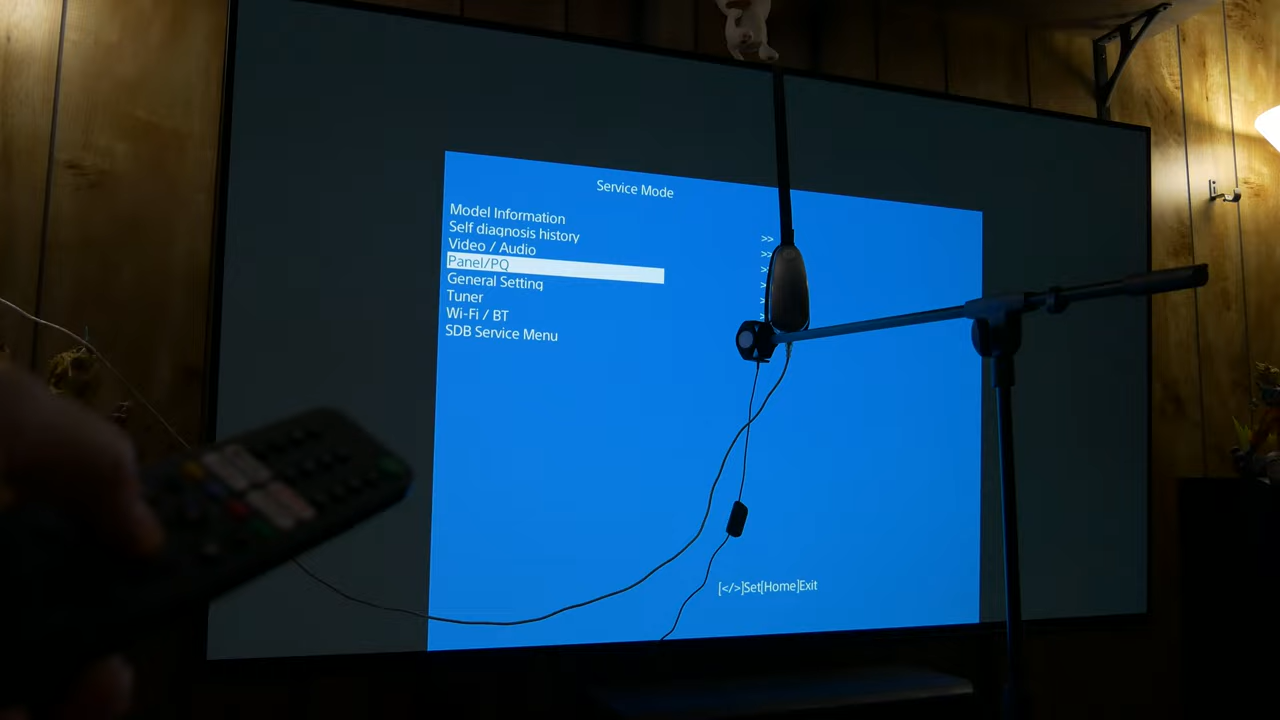 Service Mode
Model Information
Self diagnosis history >>
Video / Audio >>
Panel/PQ >>
General Setting >>
Tuner >>
Wi-Fi / BT >>
SDB Service Menu
[</>]Set[Home]Exit